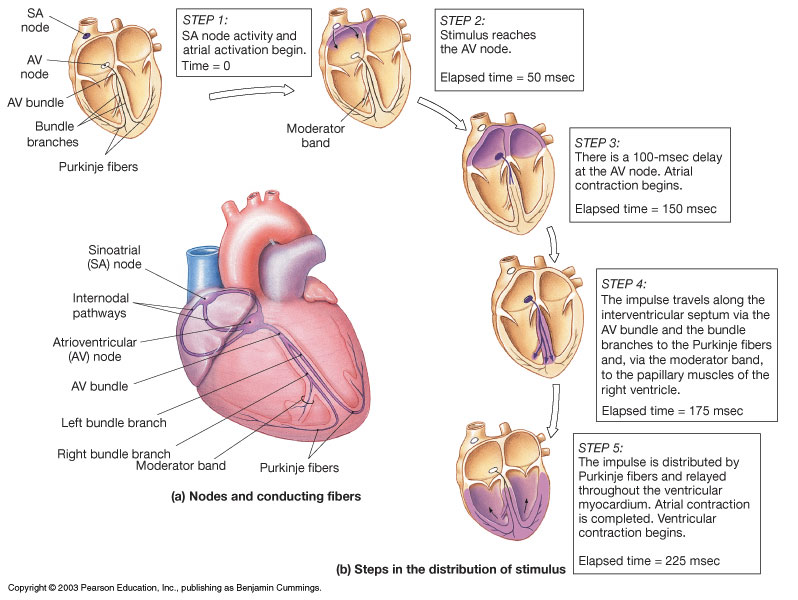 SA
node
AV
node
AV bundle
Bundle
branches
Purkinje fibers
STEP 1:
SA node activity and
atrial activation begin.
Time = 0
Moderator
band
STEP 2:
Stimulus reaches
the AV node.
Elapsed time = 50 msec
STEP 3:
There is a 100-msec delay
at the AV node. Atrial
contraction begins.
Elapsed time = 150 msec
STEP 4:
The impulse travels along the
interventricular septum via the
AV bundle and the bundle
branches to the Purkinje fibers
and, via the moderator band,
to the papillary muscles of the
right ventricle.
Elapsed time = 175 msec
STEP 5:
The impulse is distributed by
Purkinje fibers and relayed
throughout the ventricular
myocardium. Atrial contraction
is completed. Ventricular
contraction begins.
Elapsed time = 225 msec
Sinoatrial
(SA) node
Internodal
pathways
Atrioventricular
(AV) node
AV bundle
Left bundle branch
Right bundle branch
Moderator band
Purkinje fibers
(a) Nodes and conducting fibers
(b) Steps in the distribution of stimulus
Copyright © 2003 Pearson Education, Inc., publishing as Benjamin Cummings.